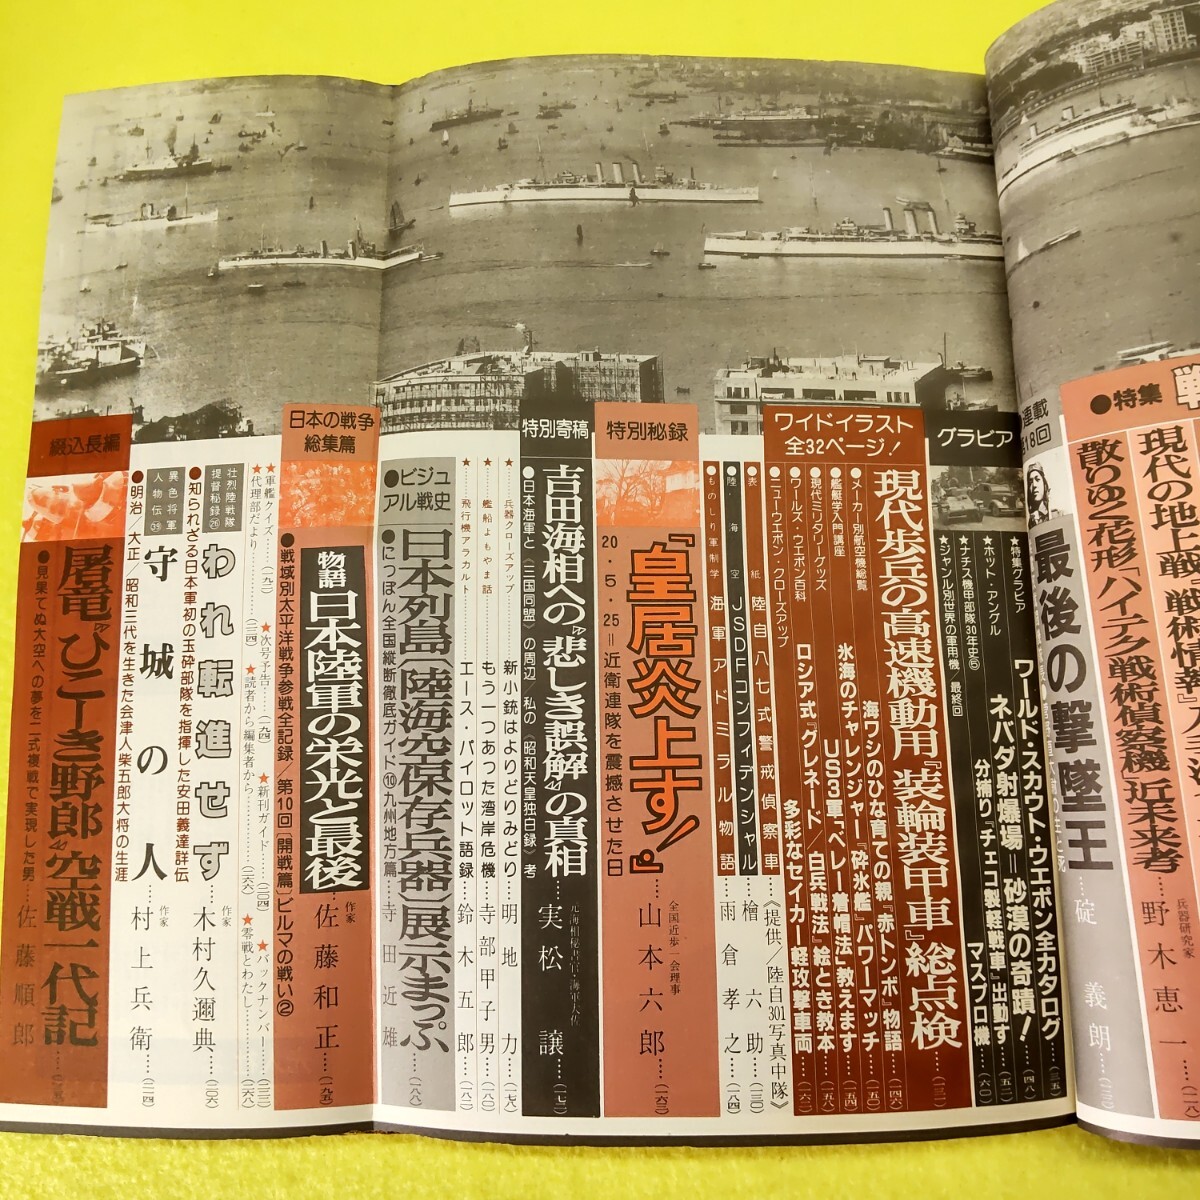 ●特集
現代の地上戦
散りゆく花形「ハイテク戦術偵察機」近未来考
兵器研究家
野木恵一
連載
最後の撃墜王
碇義朗
グラビア
★特集グラビア
ワールド・スカウト・ウエポン全カタログ
★ホット・アングル
ネバダ射爆場＝砂漠の奇蹟！
★ナチス機甲部隊30年史⑤
分捕り『チェコ裂軽戦車』出動す
★ジャンル別世界の軍用機 最終回
マスプロ機
ワイドイラスト
全32ページ！
現代歩兵の高速機動用『装輪装甲車』総点検
●メーカー別航空機総覧
海ワシのひな育ての親『赤トンボ』物語
●艦艇学入門講座
氷海のチャレンジャー『砕氷艦』パワーマッチ
●現代ミリタリーグッズ
US3軍『ベレー着帽法』教えます
●ワールズ・ウエポン百科
ロシア式『グレネード／白兵戦法』絵とき教本
●ニューウエポン・クローズアップ
多彩なセイカー軽攻撃車両
●表紙
陸自八七式警戒偵察車
《提供／陸自301写真中隊》
●陸・海・空
JSDFコンフィデンシャル
檜六助
●ものしり軍制学
海軍アドミラル物語
雨倉孝之
特別秘録
『皇居炎上す！』
20・5・25＝近衛連隊を震撼させた日
全国近歩一会理事
山本六郎
特別寄稿
吉田海相への〝悲しき誤解〟の真相
●日本海軍と《三国同盟》の周辺／私の《昭和天皇独白録》考
元海相秘書官・海軍大佐
実松譲
★兵器クローズアップ
新小銃はよりどりみどり
明地力
★艦船よもやま話
もう一つあった湾岸危機
寺部甲子男
★飛行機アラカルト
エース・パイロット語録
鈴木五郎
●ビジュアル戦史
日本列島〔陸海空保存兵器〕展示まっぷ
●にっぽん全国縦断徹底ガイド⑩九州地方篇
寺田近雄
日本の戦争
総集篇
物語
日本陸軍の栄光と最後
●戦域別太平洋戦争参戦全記録／第10回〔開戦篇〕ビルマの戦い②
作家
佐藤和正
★軍艦クイズ
★次号予告
★新刊ガイド
★バックナンバー
★代理部だより
★読者から編集者から
★零戦とわたし
壮烈陸戦隊
提督秘録㉖
われ転進せず
●知られざる日本軍初の玉砕部隊を指揮した安田義達詳伝
作家
木村久邇典
異色将軍
人物伝㉕
守城の人
●明治／大正／昭和三代を生きた会津人柴五郎大将の生涯
作家
村上兵衛
綴込長編
屠竜〝ひこーき野郎〟空戦一代記
●見果てぬ大空への夢を二式複戦で実現した男
佐藤順郎